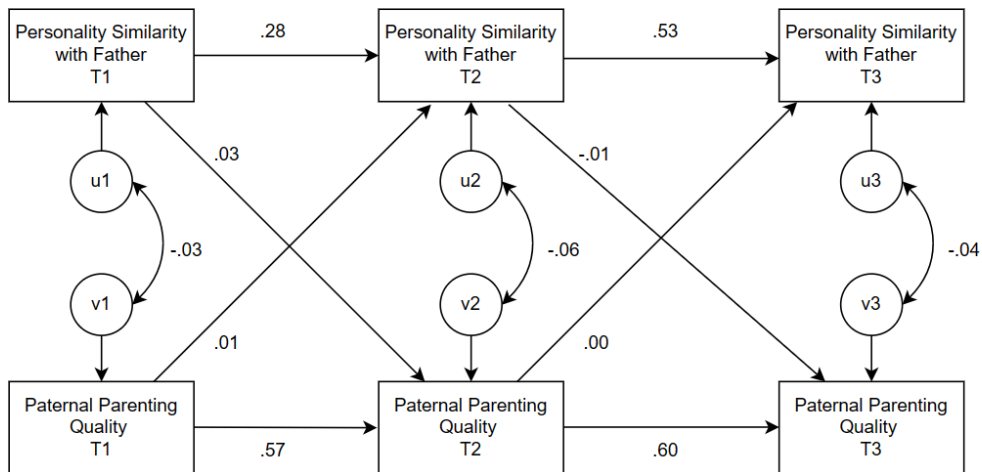 Personality Similarity
with Father
T1
.28
Personality Similarity
with Father
T2
.53
Personality Similarity
with Father
T3
.03
-.01
u1
u2
u3
-.03
-.06
-.04
v1
v2
v3
.01
.00
Paternal Parenting
Quality
T1
.57
Paternal Parenting
Quality
T2
.60
Paternal Parenting
Quality
T3